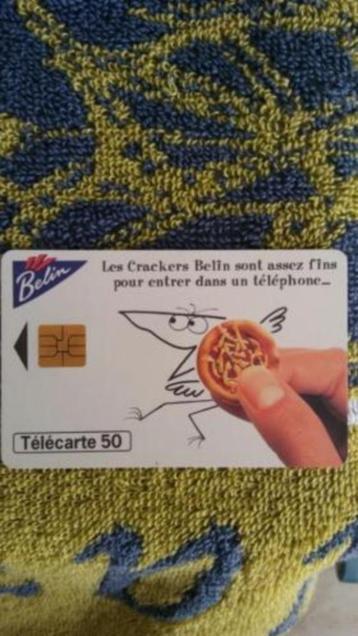 Belin
Les Crackers Belin sont assez fins
pour entrer dans un téléphone...
Télécarte 50